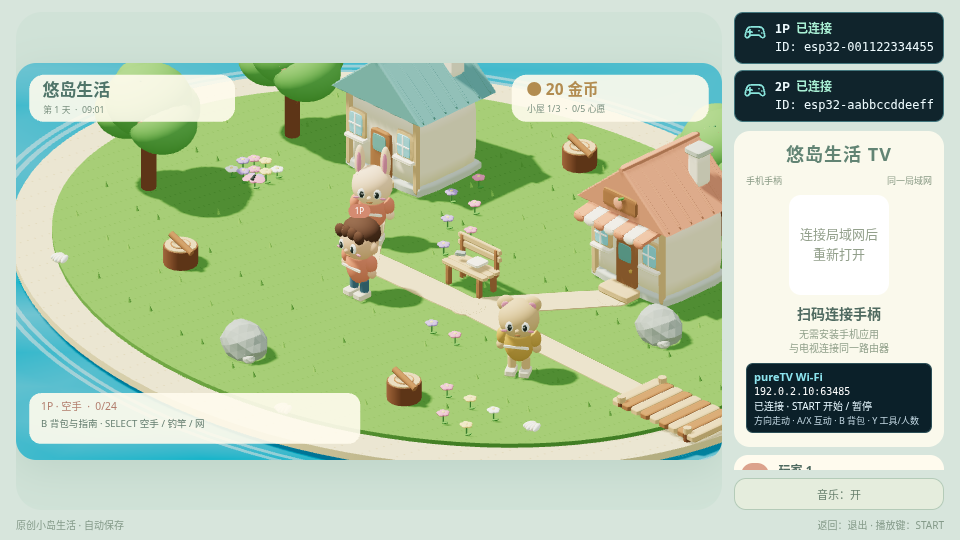 悠岛生活
第 1 天 · 09:01
20 金币
小屋 1/3 · 0/5 心愿
1P
1P · 空手 · 0/24
B 背包与指南 · SELECT 空手 / 钓竿 / 网
1P 已连接
ID: esp32-001122334455
2P 已连接
ID: esp32-aabbccddeeff
悠岛生活 TV
手机手柄
同一局域网
连接局域网后
重新打开
扫码连接手柄
无需安装手机应用
与电视连接同一路由器
pureTV Wi-Fi
192.0.2.10:63485
已连接 · START 开始 / 暂停
方向走动 · A/X 互动 · B 背包 · Y 工具/人数
玩家 1
音乐：开
原创小岛生活 · 自动保存
返回：退出 · 播放键：START